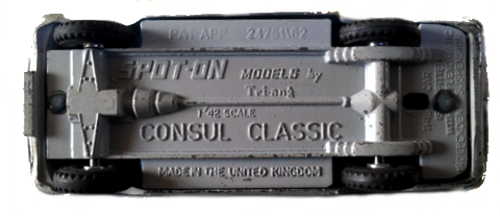 PAT. APP. 24751/62
SPOT-ON MODELS by
Tri-ang
1/42 SCALE
CONSUL CLASSIC
MADE IN THE UNITED KINGDOM